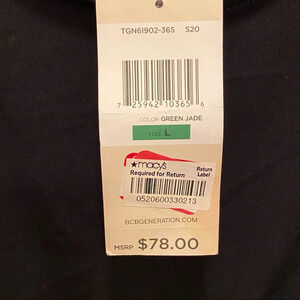 TGN61902-365 S20
7 25942 10365 6
COLOR GREEN JADE
SIZE L
★macy's
Required for Return
Return
Label
0520600330213
BCBGENERATION.COM
MSRP $78.00